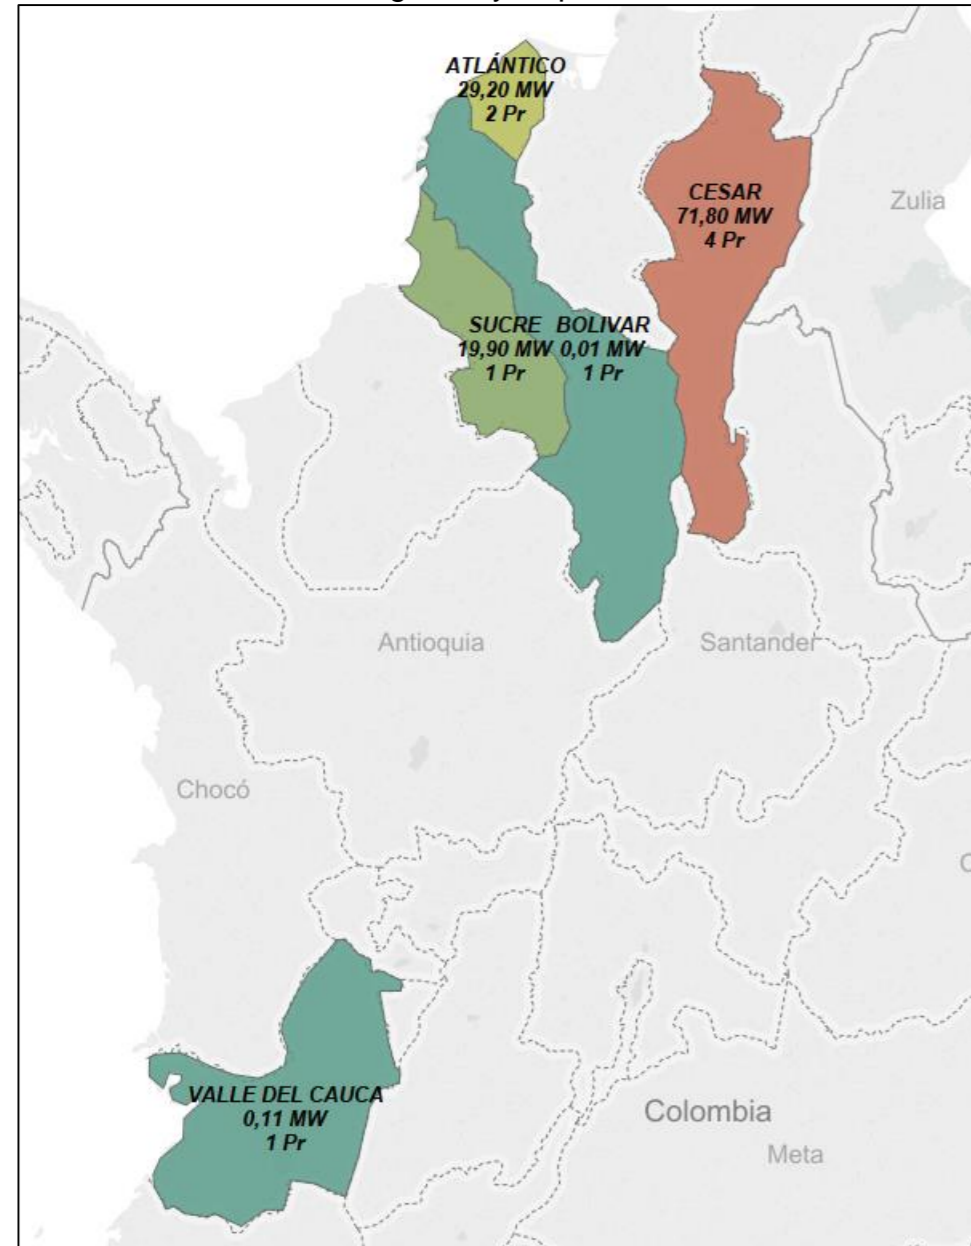 ATLÁNTICO
29,20 MW
2 Pr
CESAR
71,80 MW
4 Pr
Zulia
SUCRE
19,90 MW
1 Pr
BOLIVAR
0,01 MW
1 Pr
Antioquia
Santander
Chocó
VALLE DEL CAUCA
0,11 MW
1 Pr
Colombia
Meta